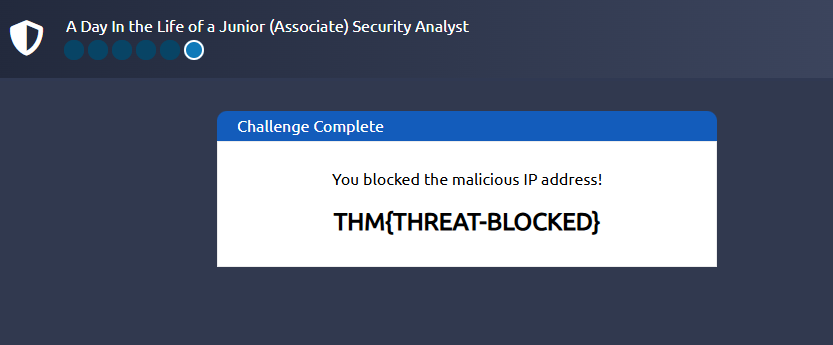 A Day In the Life of a Junior (Associate) Security Analyst
Challenge Complete
You blocked the malicious IP address!
THM{THREAT-BLOCKED}